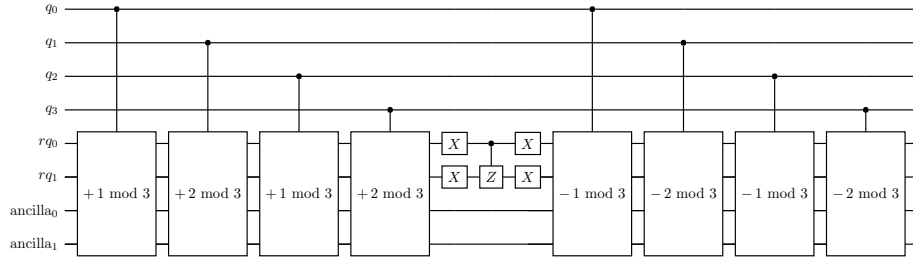 q₀
q₁
q₂
q₃
rq₀ X X
+1 mod 3 +2 mod 3 +1 mod 3 +2 mod 3 −1 mod 3 −2 mod 3 −1 mod 3 −2 mod 3
rq₁ X Z X
ancilla₀
ancilla₁